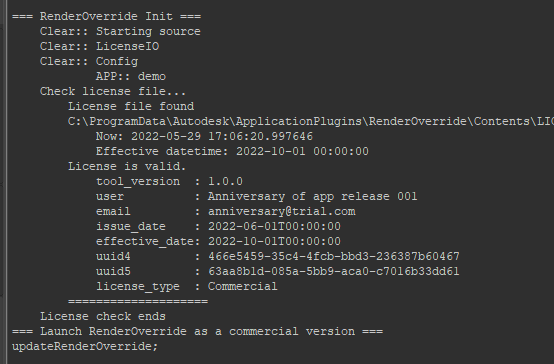 === RenderOverride Init ===
Clear:: Starting source
Clear:: LicenseIO
Clear:: Config
APP:: demo
Check license file...
License file found
C:\ProgramData\Autodesk\ApplicationPlugins\RenderOverride\Contents\LIC
Now: 2022-05-29 17:06:20.997646
Effective datetime: 2022-10-01 00:00:00
License is valid.
tool_version : 1.0.0
user : Anniversary of app release 001
email : anniversary@trial.com
issue_date : 2022-06-01T00:00:00
effective_date: 2022-10-01T00:00:00
uuid4 : 466e5459-35c4-4fcb-bbd3-236387b60467
uuid5 : 63aa8b1d-085a-5bb9-aca0-c7016b33dd61
license_type : Commercial
====================
License check ends
=== Launch RenderOverride as a commercial version ===
updateRenderOverride;